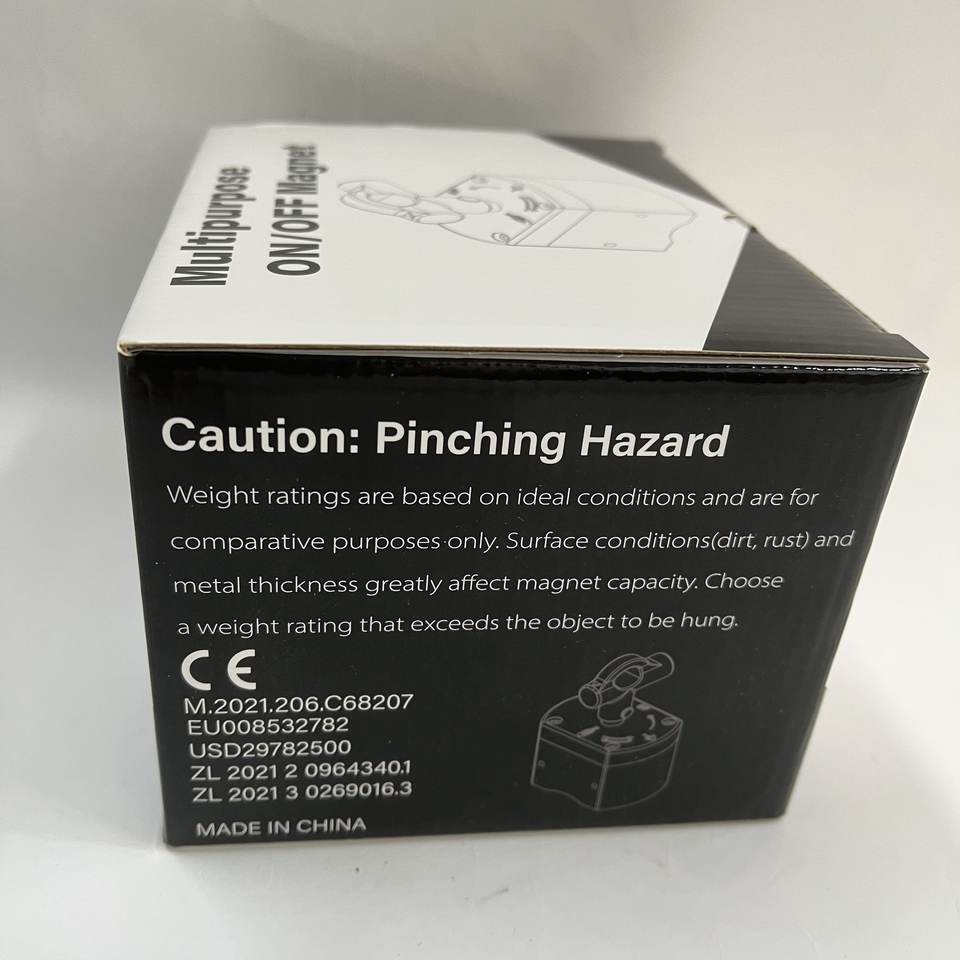 Multipurpose
ON/OFF Magnet
Caution: Pinching Hazard
Weight ratings are based on ideal conditions and are for
comparative purposes only. Surface conditions(dirt, rust) and
metal thickness greatly affect magnet capacity. Choose
a weight rating that exceeds the object to be hung.
CE
M.2021.206.C68207
EU008532782
USD29782500
ZL 2021 2 0964340.1
ZL 2021 3 0269016.3
MADE IN CHINA